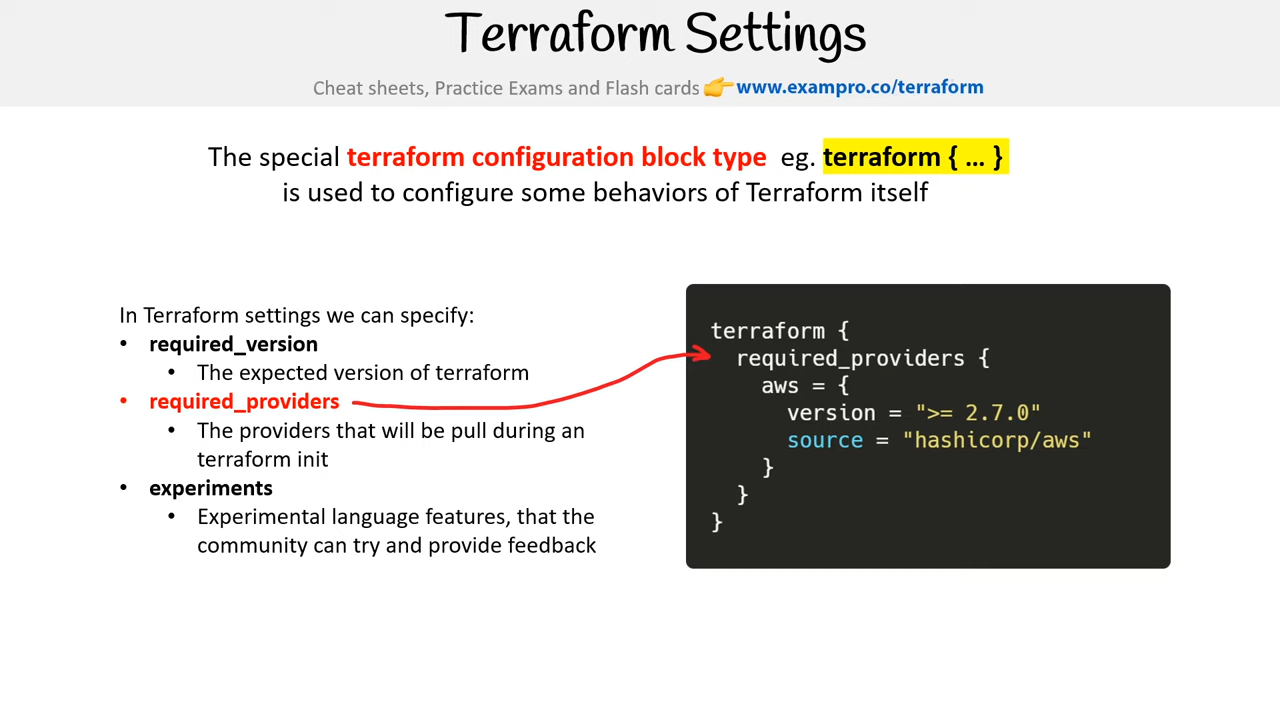 Terraform Settings
Cheat sheets, Practice Exams and Flash cards 👉 www.exampro.co/terraform
The special terraform configuration block type eg. terraform { … }
is used to configure some behaviors of Terraform itself
In Terraform settings we can specify:
• required_version
• The expected version of terraform
• required_providers
• The providers that will be pull during an
terraform init
• experiments
• Experimental language features, that the
community can try and provide feedback
terraform {
  required_providers {
    aws = {
      version = ">= 2.7.0"
      source = "hashicorp/aws"
    }
  }
}